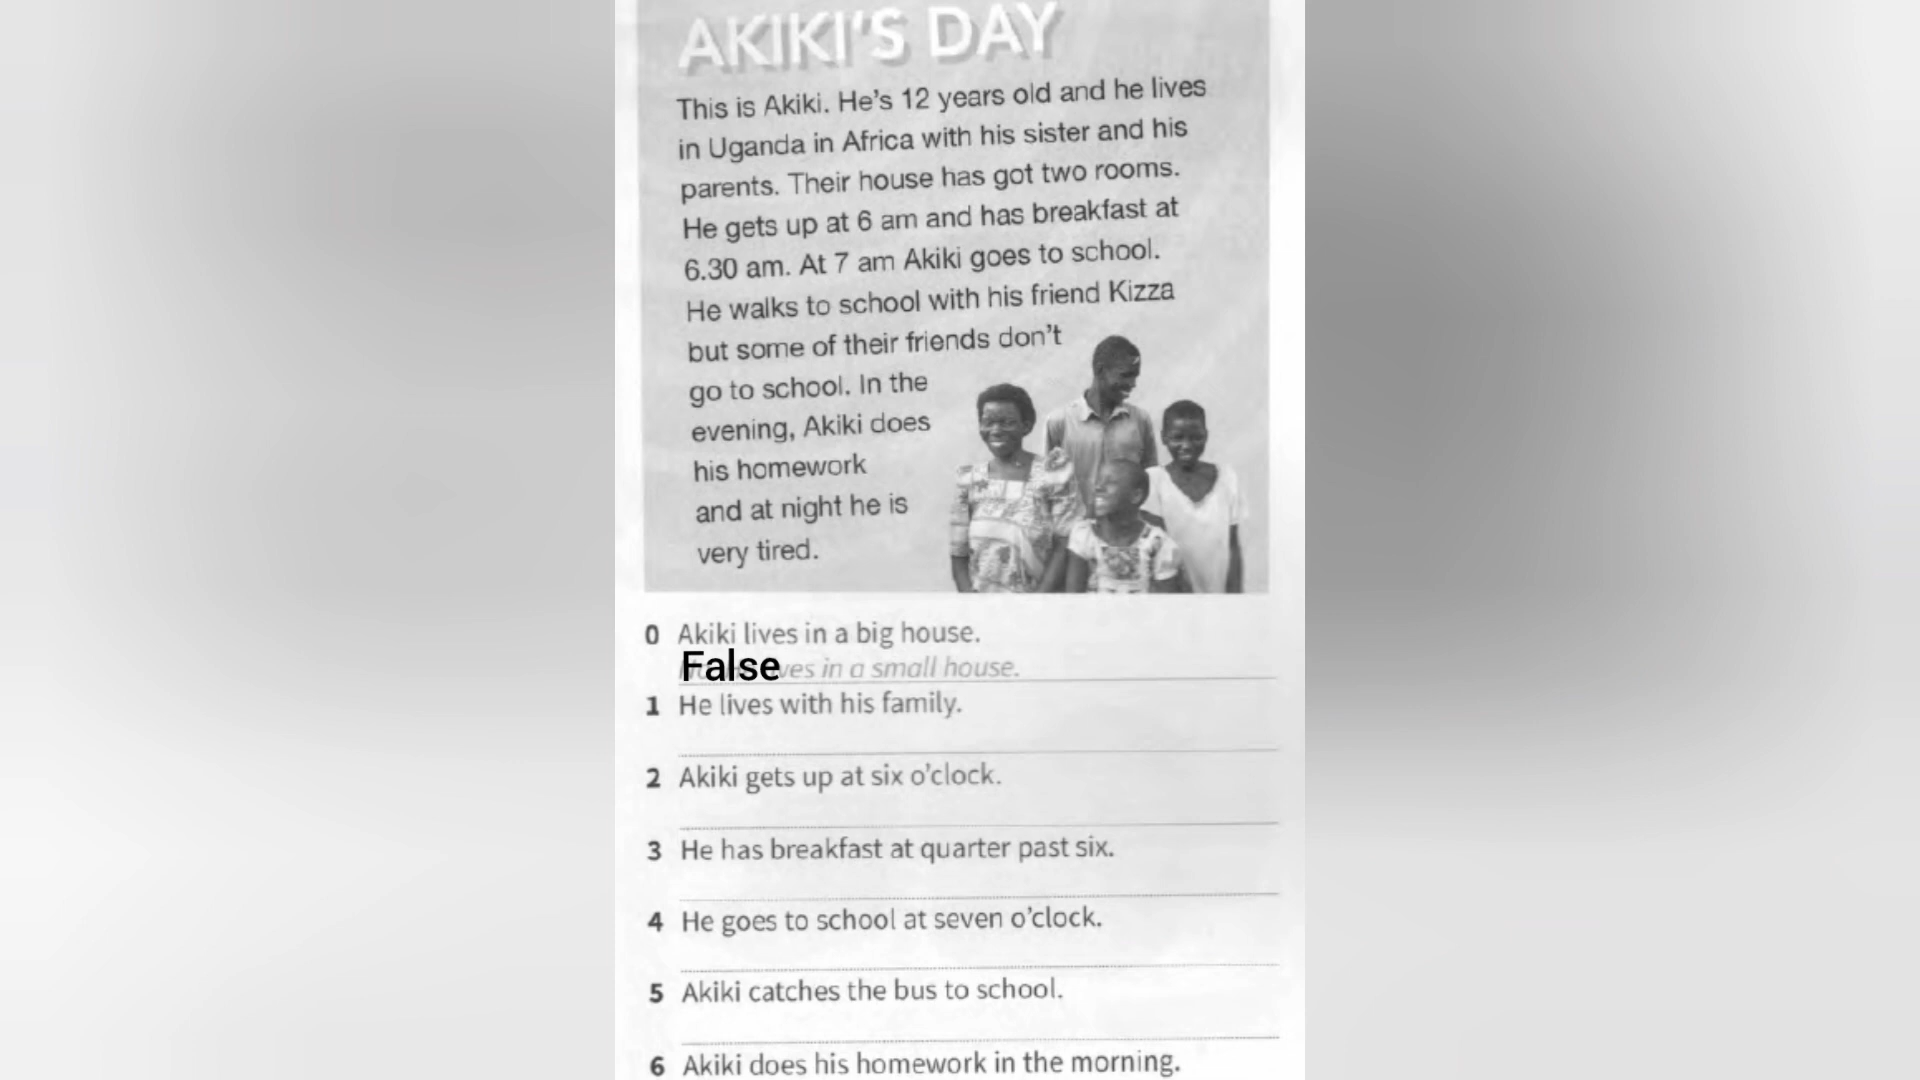 AKIKI'S DAY
This is Akiki. He's 12 years old and he lives
in Uganda in Africa with his sister and his
parents. Their house has got two rooms.
He gets up at 6 am and has breakfast at
6.30 am. At 7 am Akiki goes to school.
He walks to school with his friend Kizza
but some of their friends don't
go to school. In the
evening, Akiki does
his homework
and at night he is
very tired.
0 Akiki lives in a big house.
False in a small house.
1 He lives with his family.
2 Akiki gets up at six o'clock.
3 He has breakfast at quarter past six.
4 He goes to school at seven o'clock.
5 Akiki catches the bus to school.
6 Akiki does his homework in the morning.